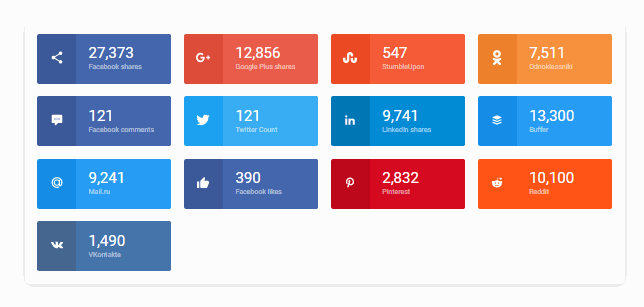 27,373
Facebook shares
12,856
Google Plus shares
547
StumbleUpon
7,511
Odnoklassniki
121
Facebook comments
121
Twitter Count
9,741
LinkedIn shares
13,300
Buffer
9,241
Mail.ru
390
Facebook likes
2,832
Pinterest
10,100
Reddit
1,490
VKontakte